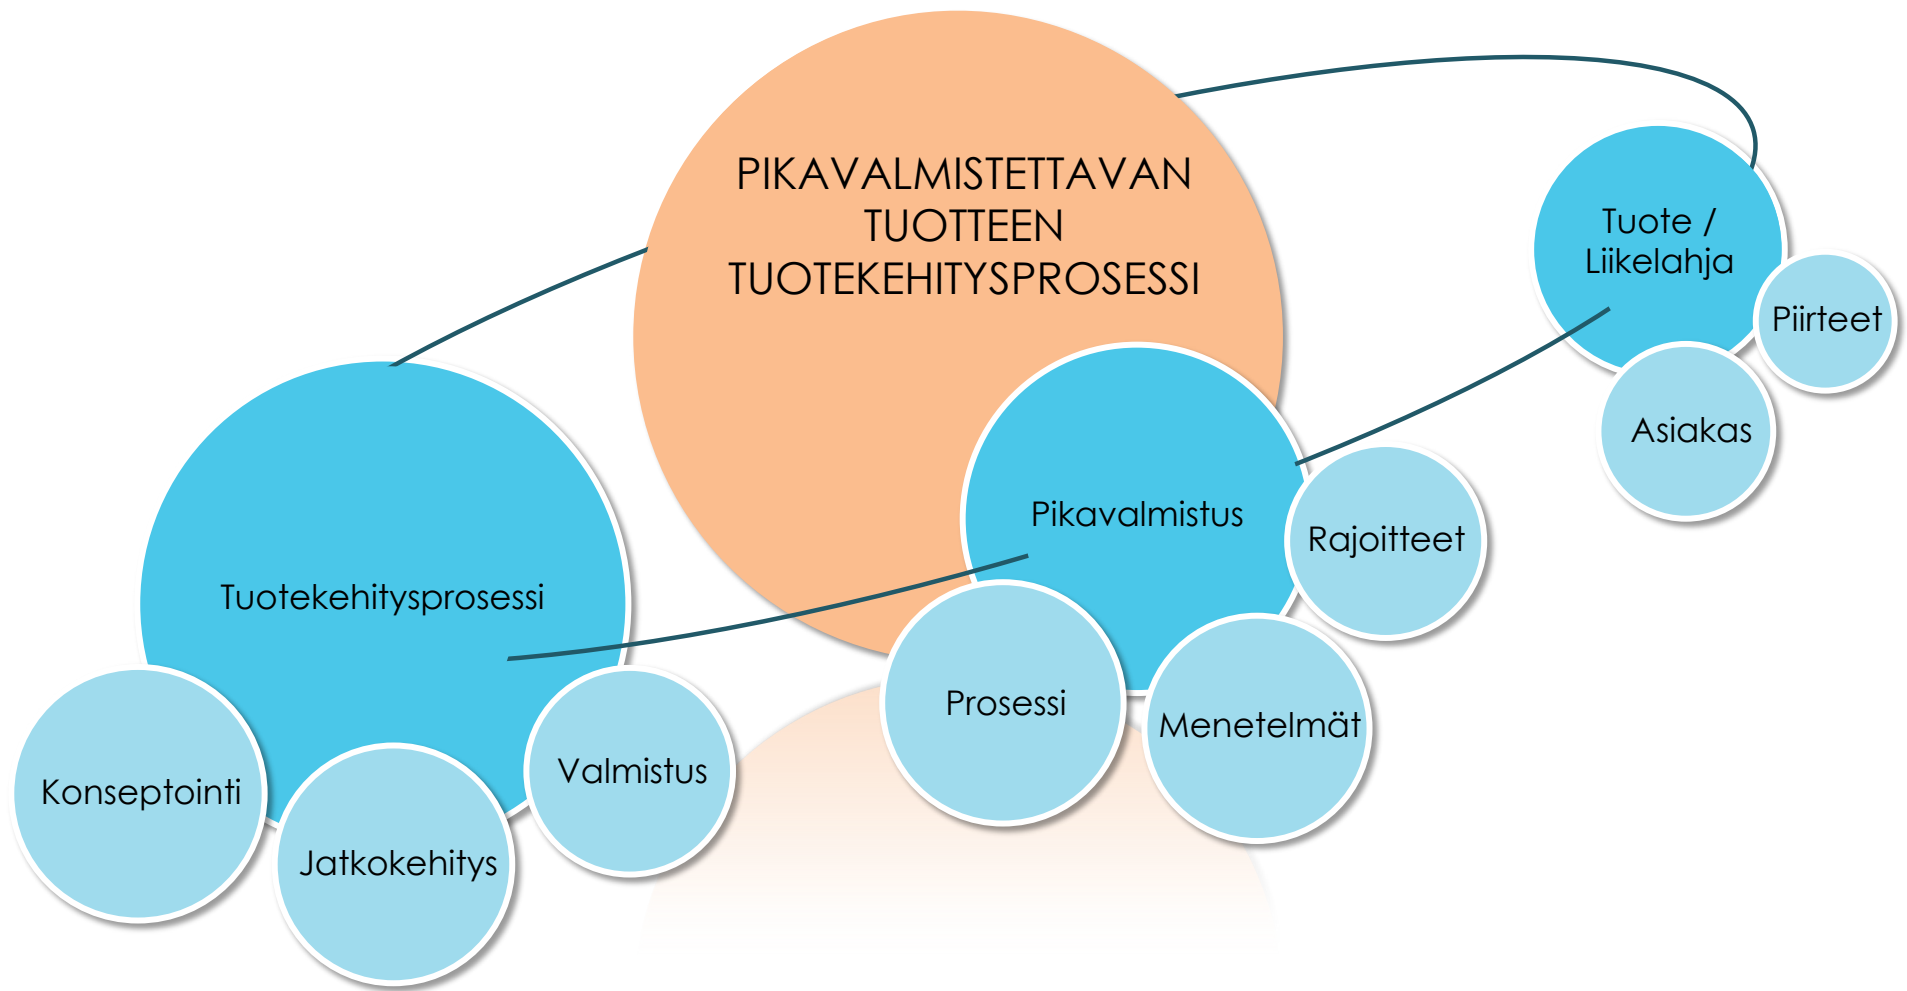 PIKAVALMISTETTAVAN
TUOTTEEN
TUOTEKEHITYSPROSESSI
Tuote /
Liikelahja
Piirteet
Asiakas
Pikavalmistus
Rajoitteet
Prosessi
Menetelmät
Tuotekehitysprosessi
Konseptointi
Jatkokehitys
Valmistus